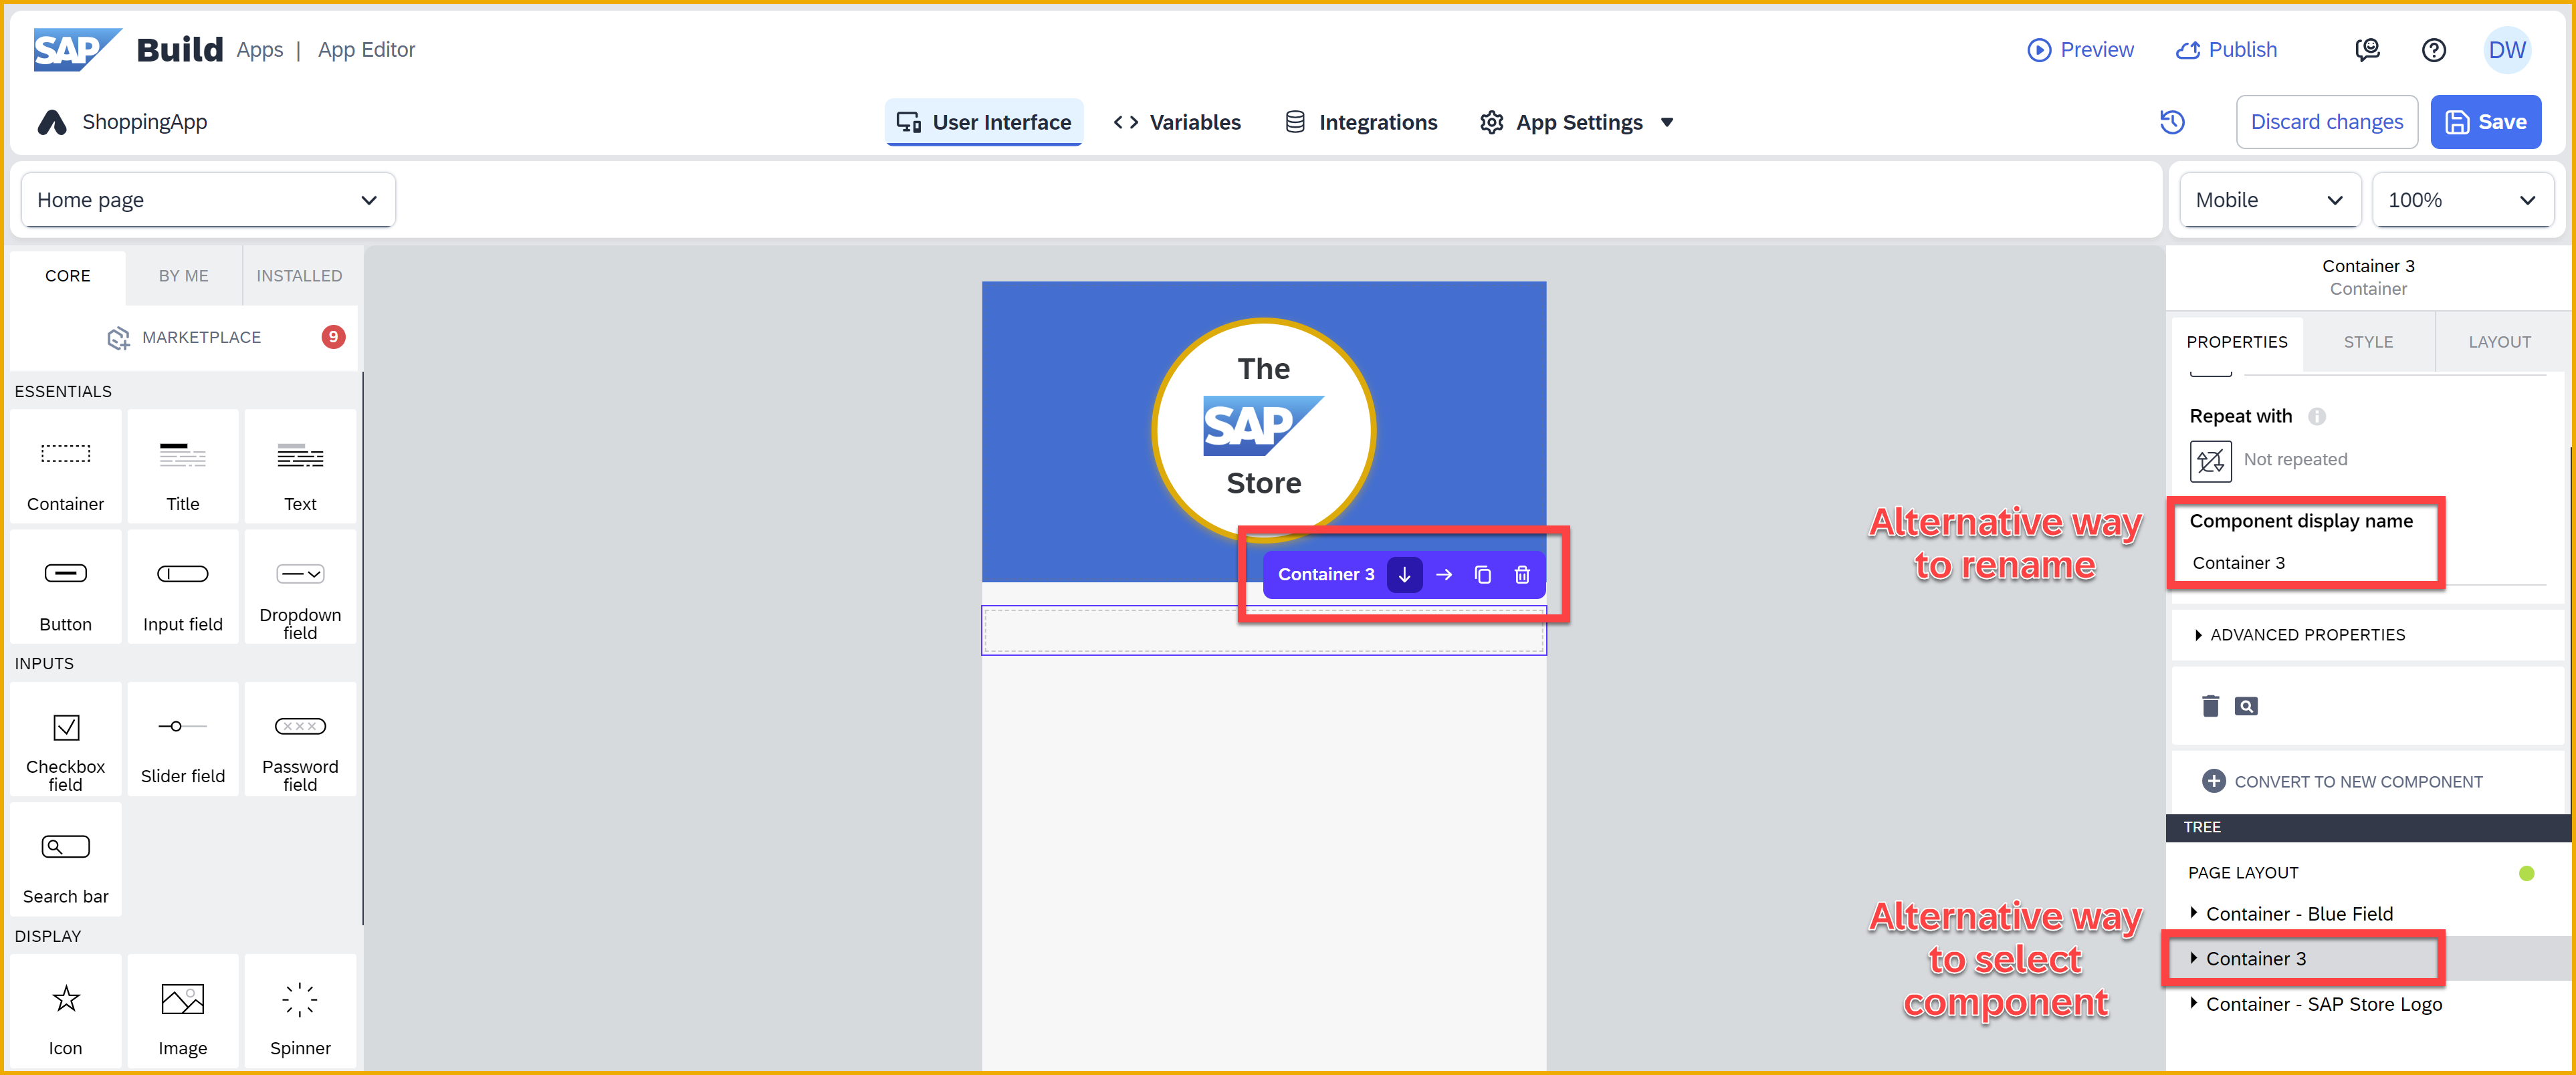 SAP Build Apps | App Editor
Preview
Publish
DW
ShoppingApp
User Interface
Variables
Integrations
App Settings
Discard changes
Save
Home page
Mobile
100%
CORE
BY ME
INSTALLED
MARKETPLACE
9
ESSENTIALS
Container
Title
Text
Button
Input field
Dropdown
field
INPUTS
Checkbox
field
Slider field
Password
field
Search bar
DISPLAY
Icon
Image
Spinner
The
SAP
Store
Container 3
Alternative way
to rename
Alternative way
to select
component
Container 3
Container
PROPERTIES
STYLE
LAYOUT
Repeat with
Not repeated
Component display name
Container 3
ADVANCED PROPERTIES
CONVERT TO NEW COMPONENT
TREE
PAGE LAYOUT
Container - Blue Field
Container 3
Container - SAP Store Logo